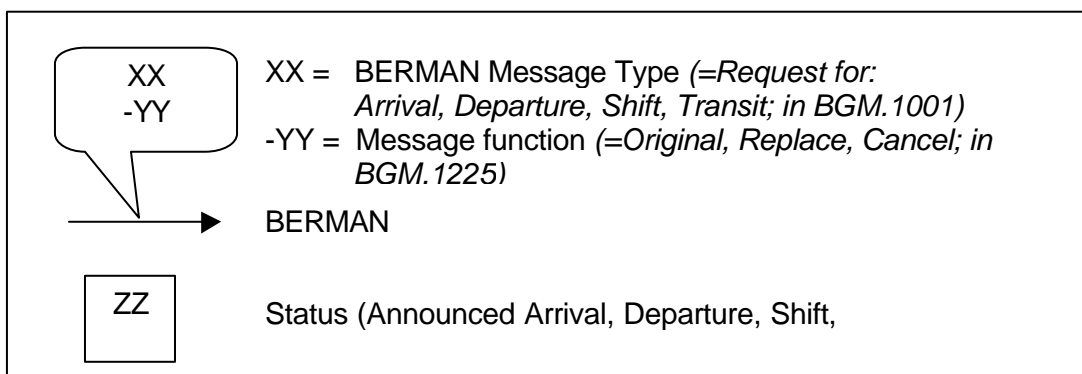 XX
-YY
XX = BERMAN Message Type (=Request for:
Arrival, Departure, Shift, Transit; in BGM.1001)
-YY = Message function (=Original, Replace, Cancel; in
BGM.1225)
BERMAN
ZZ
Status (Announced Arrival, Departure, Shift,